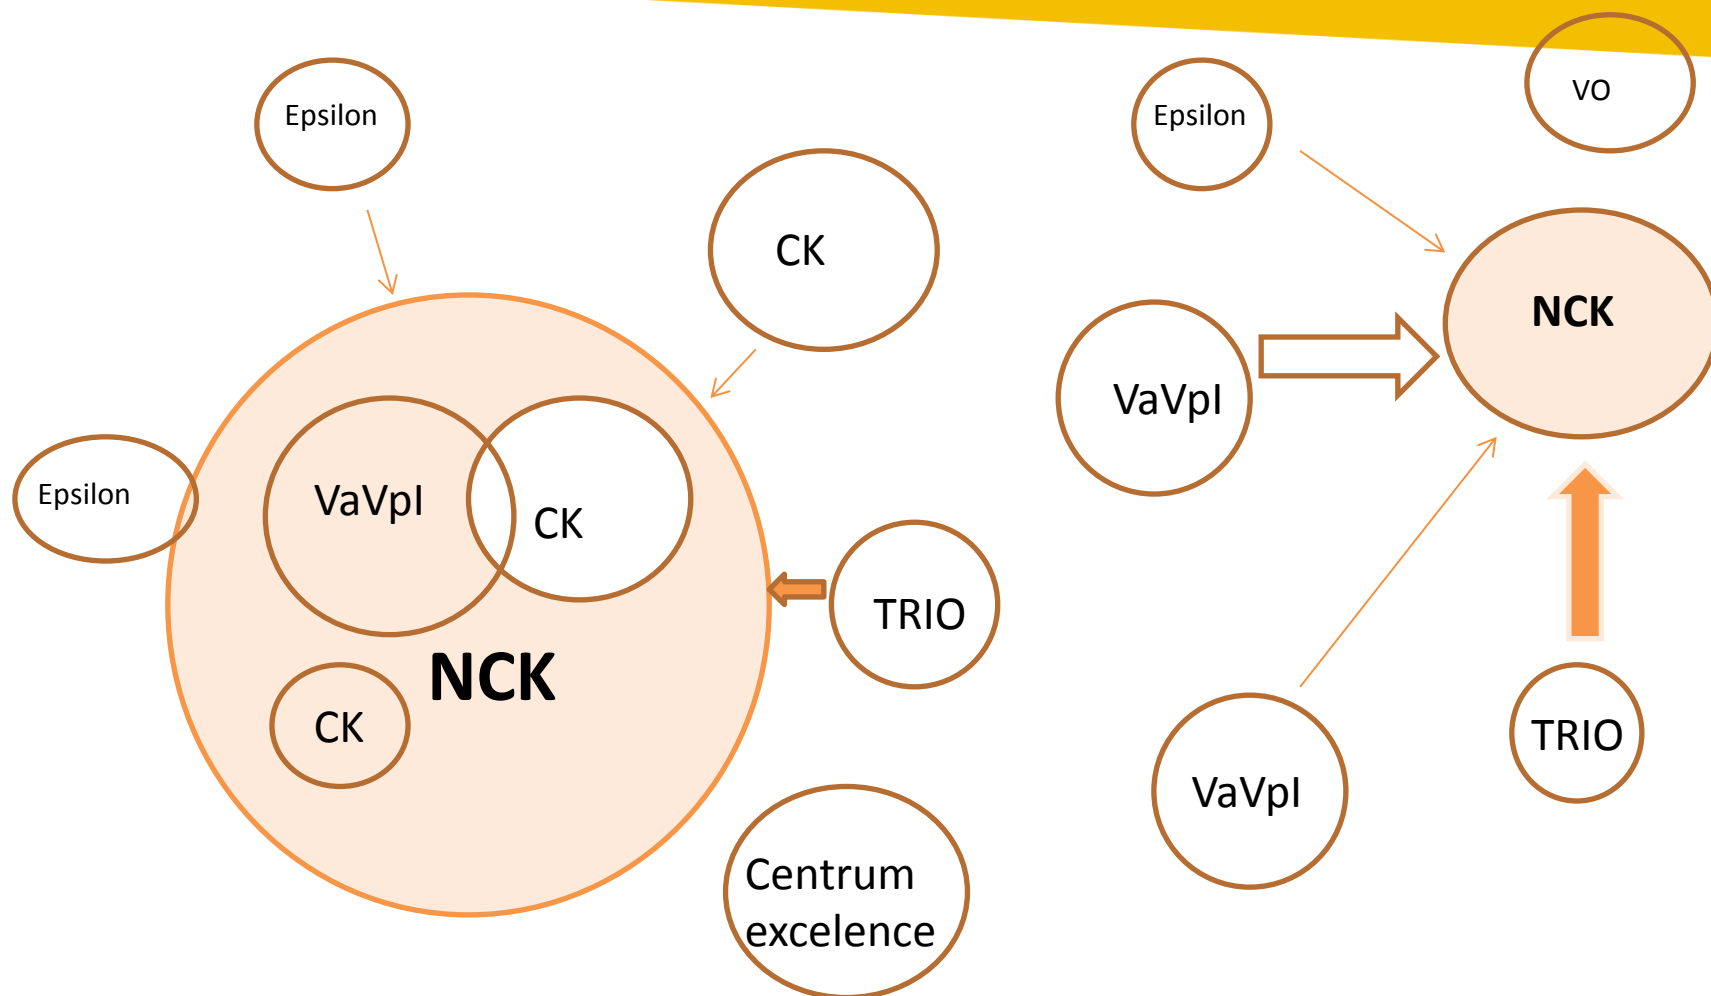 Epsilon
CK
Epsilon
VaVpI
CK
NCK
CK
TRIO
Centrum
excelence
Epsilon
VO
NCK
VaVpI
VaVpI
TRIO